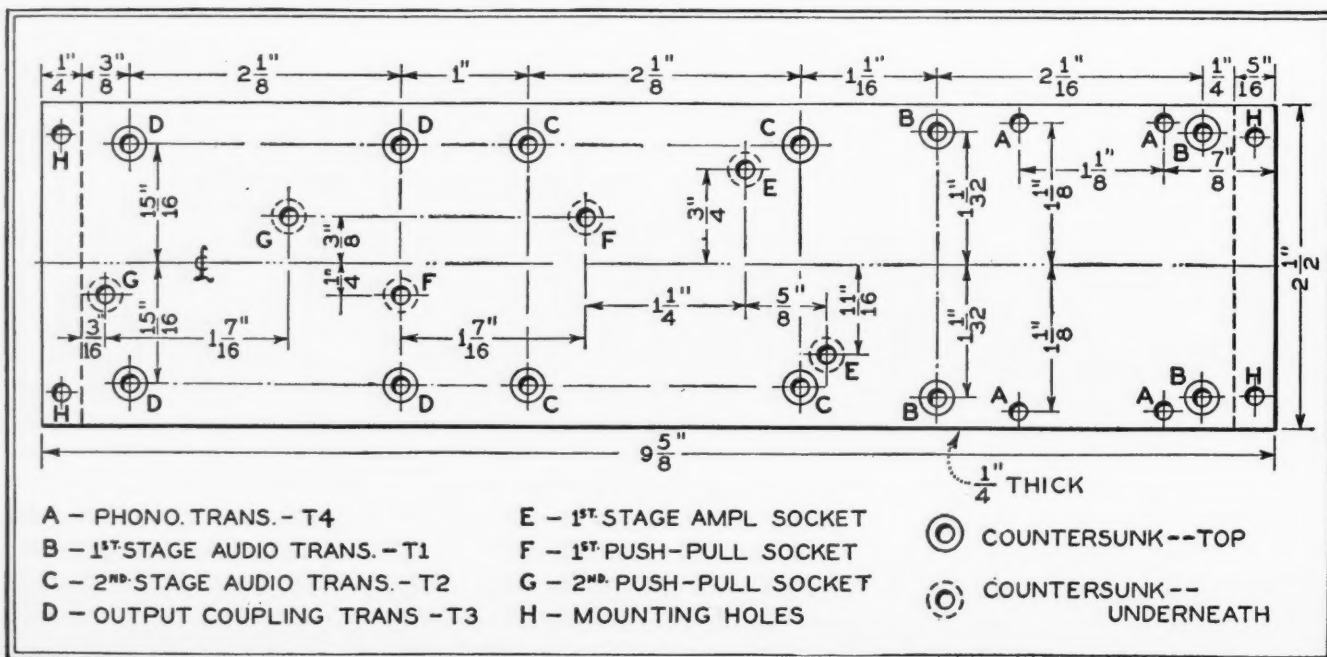 1/4" 3/8" 2 1/8" 1" 2 1/8" 1 1/16" 2 1/16" 1/4" 5/16"
H D D C C B A A B H
15/16" G 3/8" F E 3/4" 1 1/32" 1 1/8" 1 1/8" 7/8"
℄ 2 1/2"
G 1/4" F 1 1/4" 5/8" 11/16"
3/16" 1 7/16" 15/16" 1 7/16" E 1 1/32" 1 1/8"
H D D C C B A A B H
9 5/8"
1/4" THICK
A – PHONO. TRANS. – T4
B – 1ST. STAGE AUDIO TRANS. – T1
C – 2ND. STAGE AUDIO TRANS. – T2
D – OUTPUT COUPLING TRANS – T3
E – 1ST. STAGE AMPL SOCKET
F – 1ST. PUSH-PULL SOCKET
G – 2ND. PUSH-PULL SOCKET
H – MOUNTING HOLES
COUNTERSUNK--TOP
COUNTERSUNK--
UNDERNEATH